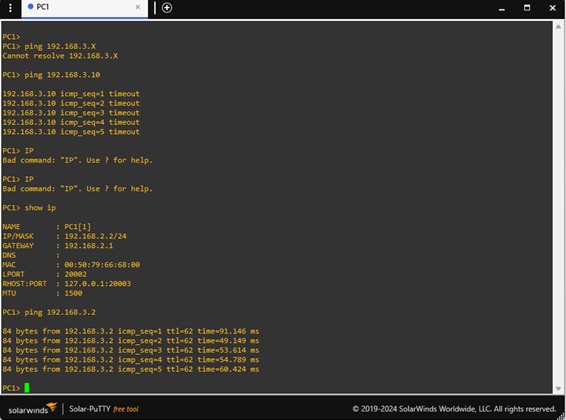 PC1
PC1>
PC1> ping 192.168.3.X
Cannot resolve 192.168.3.X
PC1> ping 192.168.3.10
192.168.3.10 icmp_seq=1 timeout
192.168.3.10 icmp_seq=2 timeout
192.168.3.10 icmp_seq=3 timeout
192.168.3.10 icmp_seq=4 timeout
192.168.3.10 icmp_seq=5 timeout
PC1> IP
Bad command: "IP". Use ? for help.
PC1> IP
Bad command: "IP". Use ? for help.
PC1> show ip
NAME : PC1[1]
IP/MASK : 192.168.2.2/24
GATEWAY : 192.168.2.1
DNS :
MAC : 00:50:79:66:68:00
LPORT : 20002
RHOST:PORT : 127.0.0.1:20003
MTU : 1500
PC1> ping 192.168.3.2
84 bytes from 192.168.3.2 icmp_seq=1 ttl=62 time=91.146 ms
84 bytes from 192.168.3.2 icmp_seq=2 ttl=62 time=49.149 ms
84 bytes from 192.168.3.2 icmp_seq=3 ttl=62 time=53.614 ms
84 bytes from 192.168.3.2 icmp_seq=4 ttl=62 time=54.789 ms
84 bytes from 192.168.3.2 icmp_seq=5 ttl=62 time=60.424 ms
PC1>
solarwinds | Solar-PuTTY free tool © 2019-2024 SolarWinds Worldwide, LLC. All rights reserved.